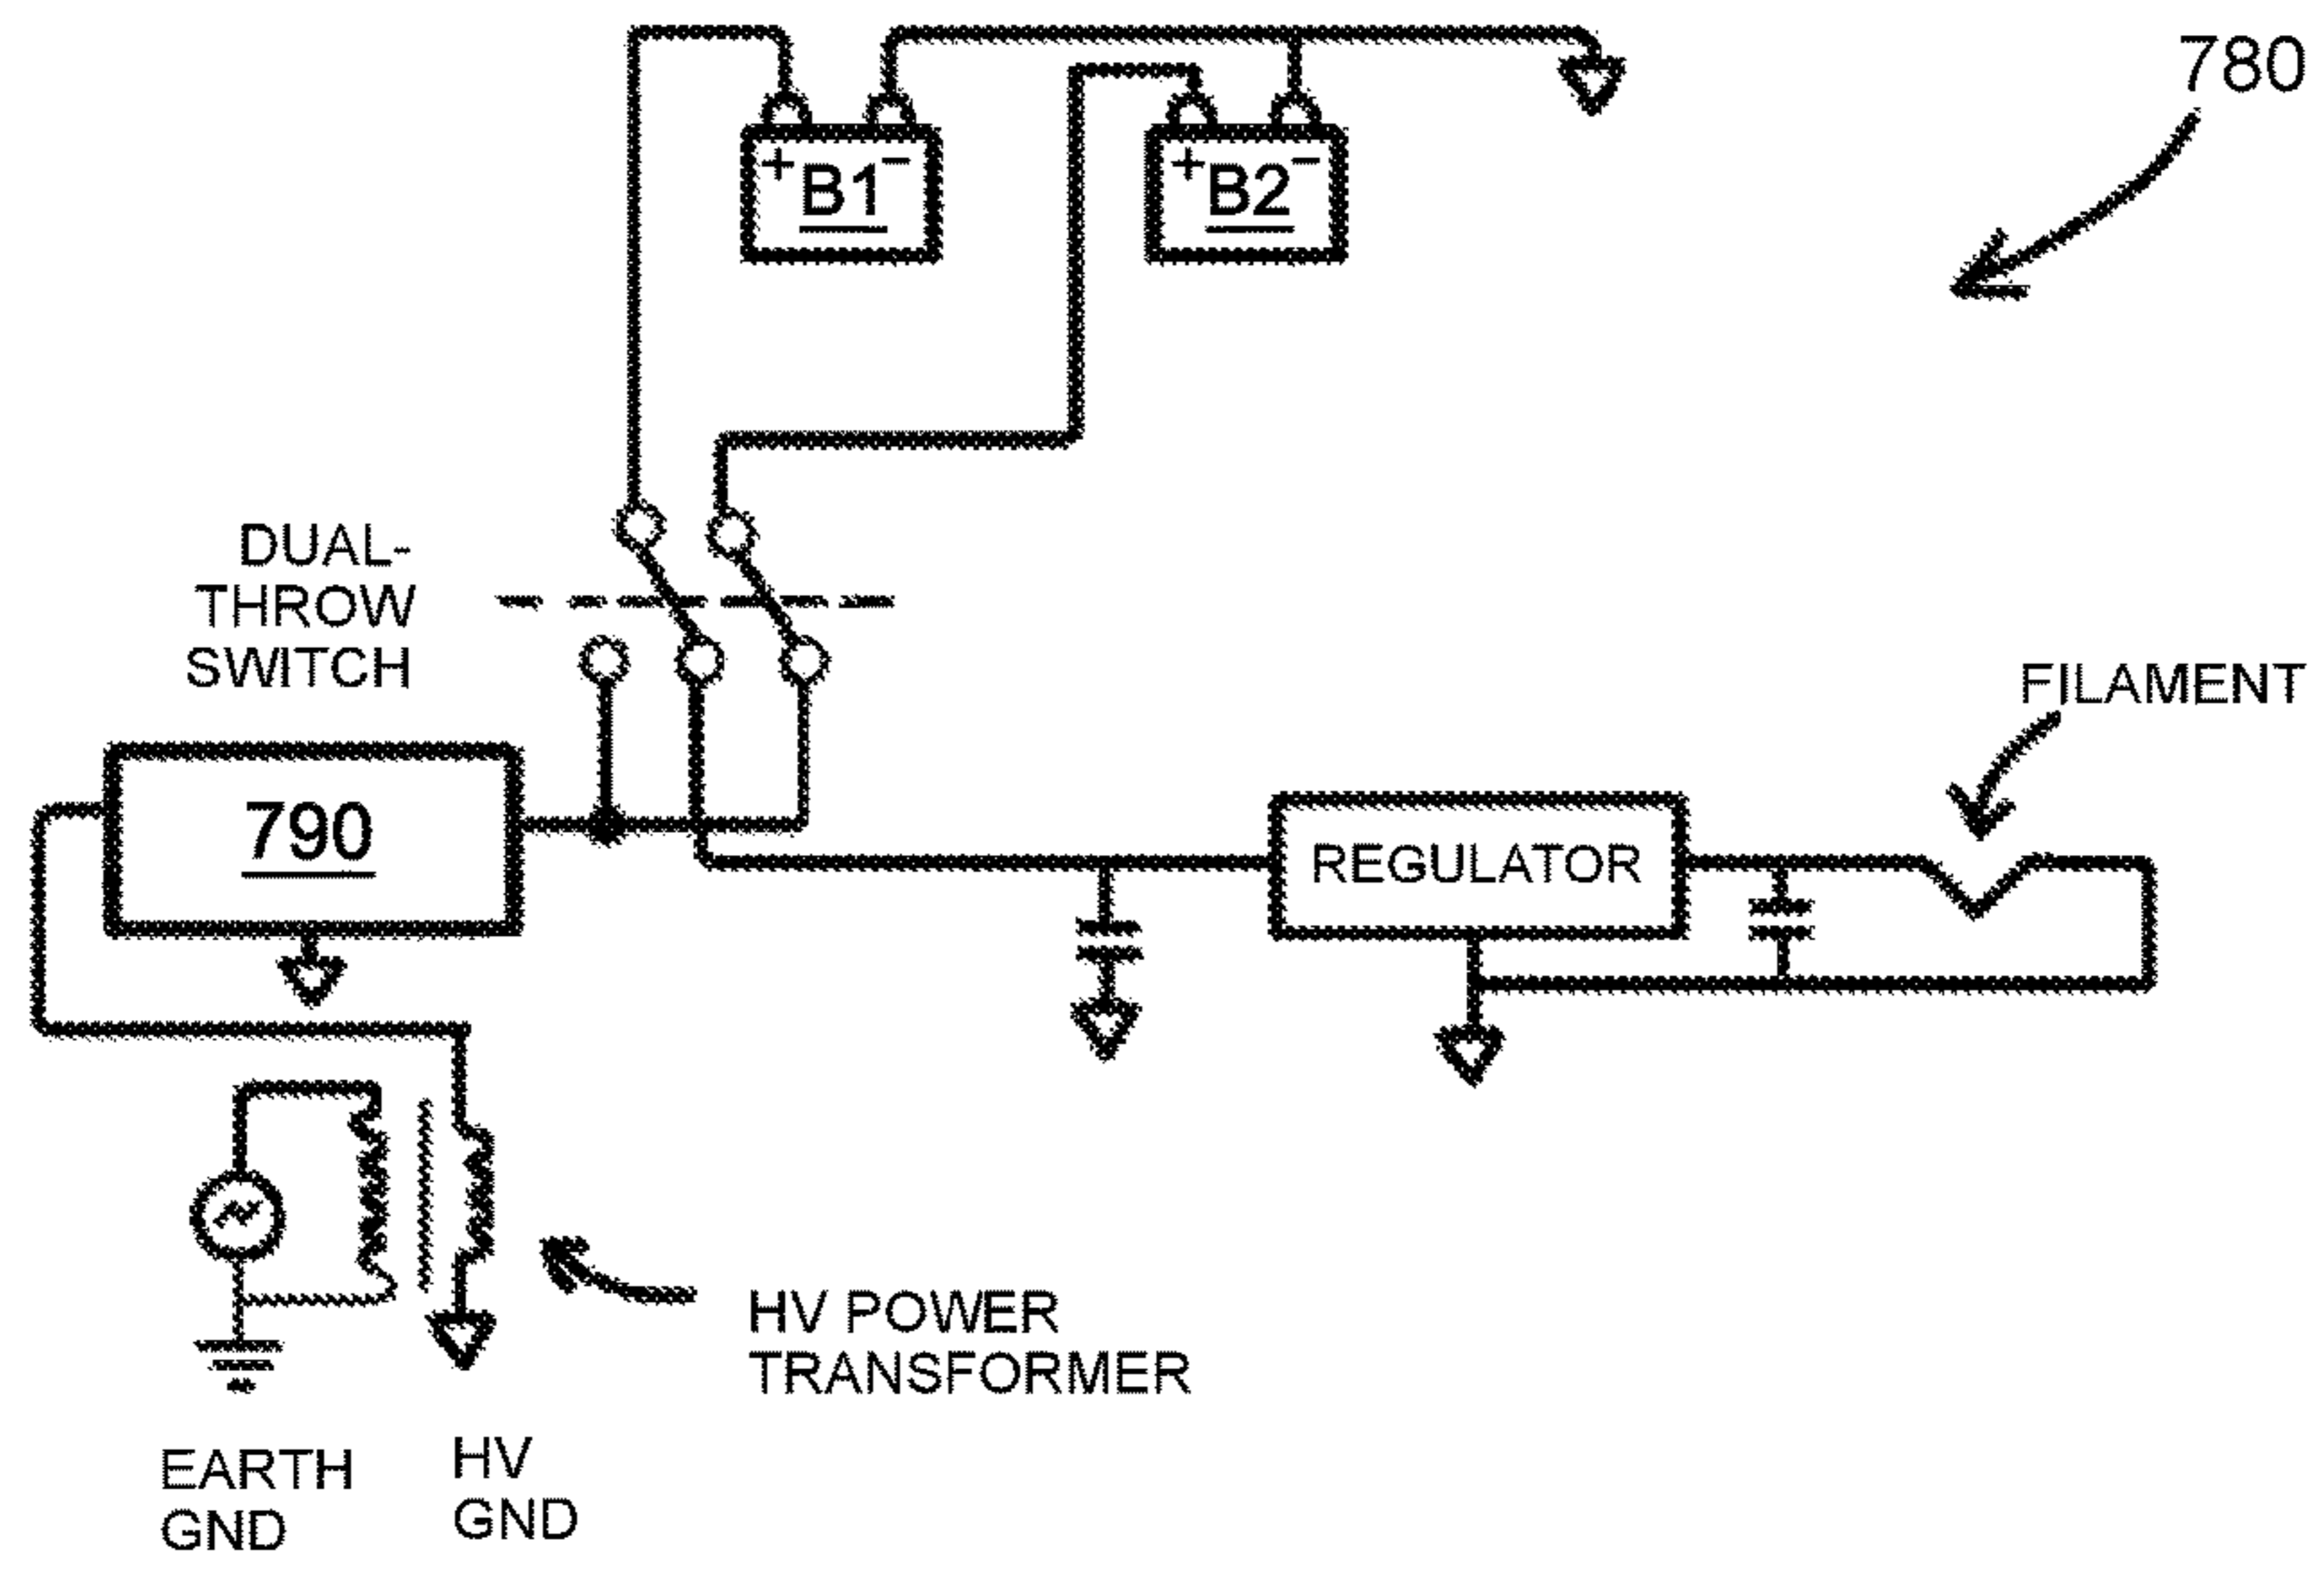 780
+ B1 -
+ B2 -
DUAL-
THROW
SWITCH
FILAMENT
790
REGULATOR
HV POWER
TRANSFORMER
EARTH
GND
HV
GND